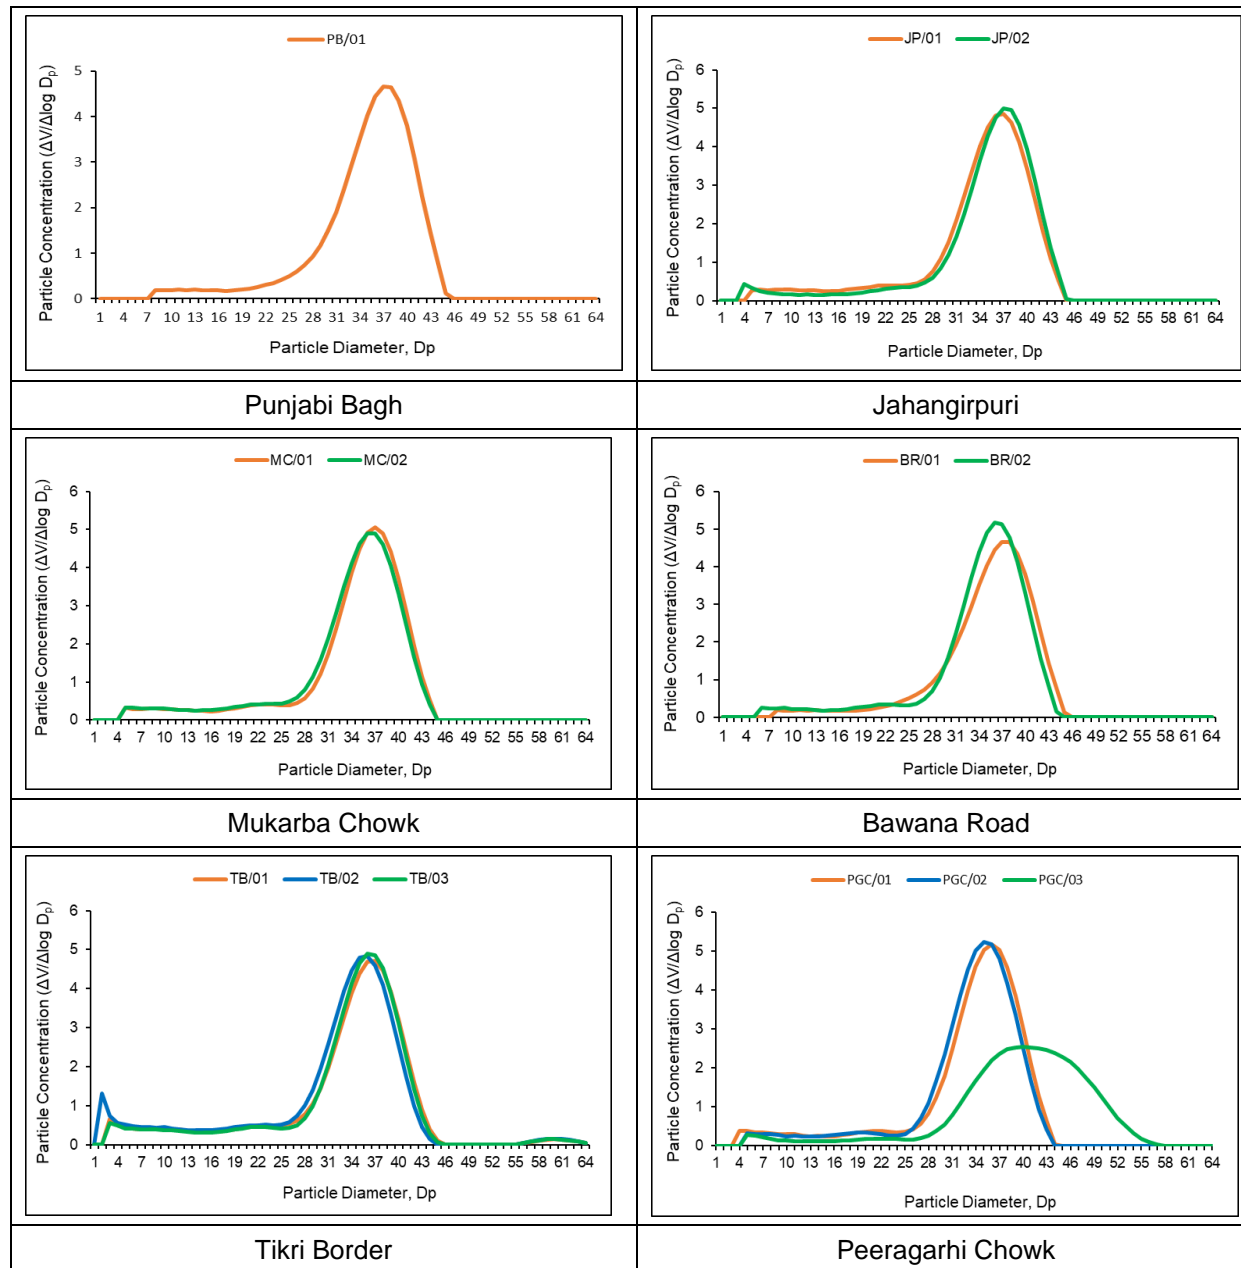 PB/01
Particle Concentration (ΔV/Δlog Dp)
5
4
3
2
1
0
1 4 7 10 13 16 19 22 25 28 31 34 37 40 43 46 49 52 55 58 61 64
Particle Diameter, Dp
Punjabi Bagh
JP/01 JP/02
Particle Concentration (ΔV/Δlog Dp)
6
5
4
3
2
1
0
1 4 7 10 13 16 19 22 25 28 31 34 37 40 43 46 49 52 55 58 61 64
Particle Diameter, Dp
Jahangirpuri
MC/01 MC/02
Particle Concentration (ΔV/Δlog Dp)
6
5
4
3
2
1
0
1 4 7 10 13 16 19 22 25 28 31 34 37 40 43 46 49 52 55 58 61 64
Particle Diameter, Dp
Mukarba Chowk
BR/01 BR/02
Particle Concentration (ΔV/Δlog Dp)
6
5
4
3
2
1
0
1 4 7 10 13 16 19 22 25 28 31 34 37 40 43 46 49 52 55 58 61 64
Particle Diameter, Dp
Bawana Road
TB/01 TB/02 TB/03
Particle Concentration (ΔV/Δlog Dp)
6
5
4
3
2
1
0
1 4 7 10 13 16 19 22 25 28 31 34 37 40 43 46 49 52 55 58 61 64
Particle Diameter, Dp
Tikri Border
PGC/01 PGC/02 PGC/03
Particle Concentration (ΔV/Δlog Dp)
6
5
4
3
2
1
0
1 4 7 10 13 16 19 22 25 28 31 34 37 40 43 46 49 52 55 58 61 64
Particle Diameter, Dp
Peeragarhi Chowk